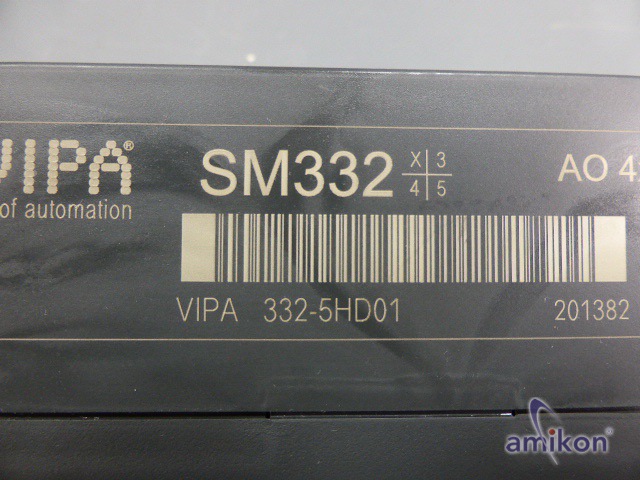 VIPA®
of automation
SM332
X 3
4 5
AO 4
VIPA 332-5HD01
201382
amikon®